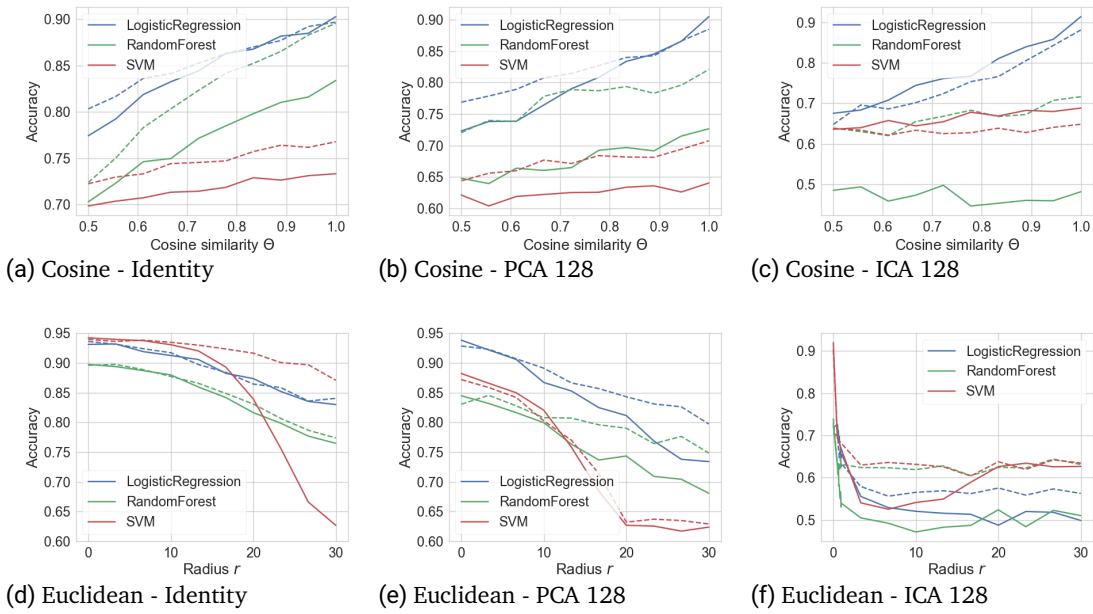 LogisticRegression
RandomForest
SVM
Accuracy
0.90
0.85
0.80
0.75
0.70
0.5 0.6 0.7 0.8 0.9 1.0
Cosine similarity Θ
(a) Cosine - Identity
LogisticRegression
RandomForest
SVM
Accuracy
0.90
0.85
0.80
0.75
0.70
0.65
0.60
0.5 0.6 0.7 0.8 0.9 1.0
Cosine similarity Θ
(b) Cosine - PCA 128
LogisticRegression
RandomForest
SVM
Accuracy
0.9
0.8
0.7
0.6
0.5
0.5 0.6 0.7 0.8 0.9 1.0
Cosine similarity Θ
(c) Cosine - ICA 128
Accuracy
0.95
0.90
0.85
0.80
0.75
0.70
0.65
0.60
LogisticRegression
RandomForest
SVM
0 10 20 30
Radius r
(d) Euclidean - Identity
Accuracy
0.95
0.90
0.85
0.80
0.75
0.70
0.65
0.60
LogisticRegression
RandomForest
SVM
0 10 20 30
Radius r
(e) Euclidean - PCA 128
LogisticRegression
RandomForest
SVM
Accuracy
0.9
0.8
0.7
0.6
0.5
0 10 20 30
Radius r
(f) Euclidean - ICA 128